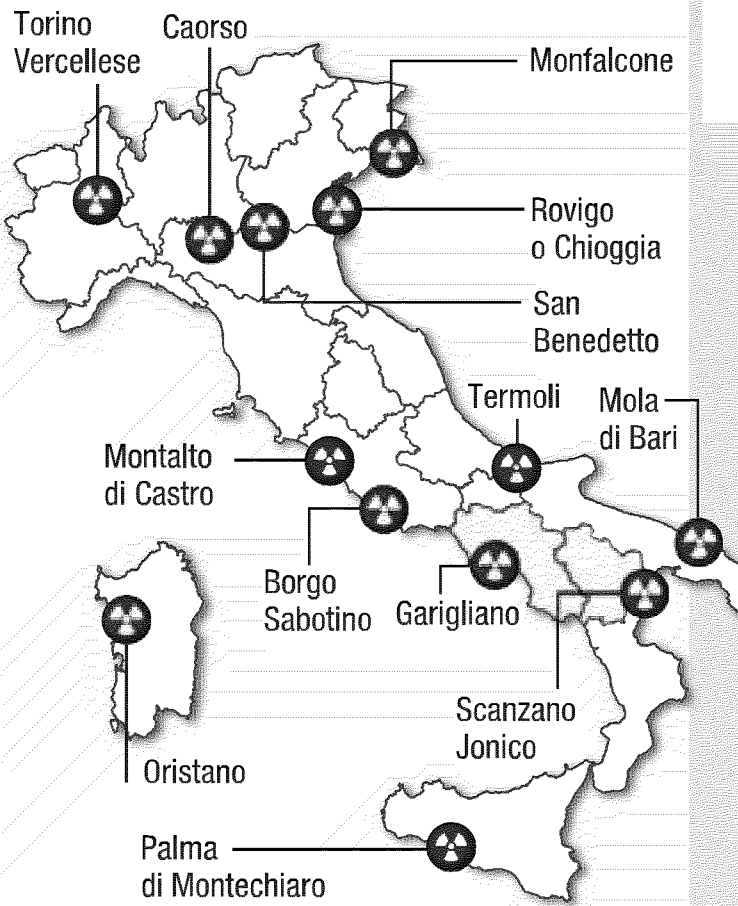 Torino
Vercellese
Caorso
Monfalcone
Rovigo
o Chioggia
San
Benedetto
Termoli
Mola
di Bari
Montalto
di Castro
Borgo
Sabotino
Garigliano
Scanzano
Jonico
Oristano
Palma
di Montechiaro